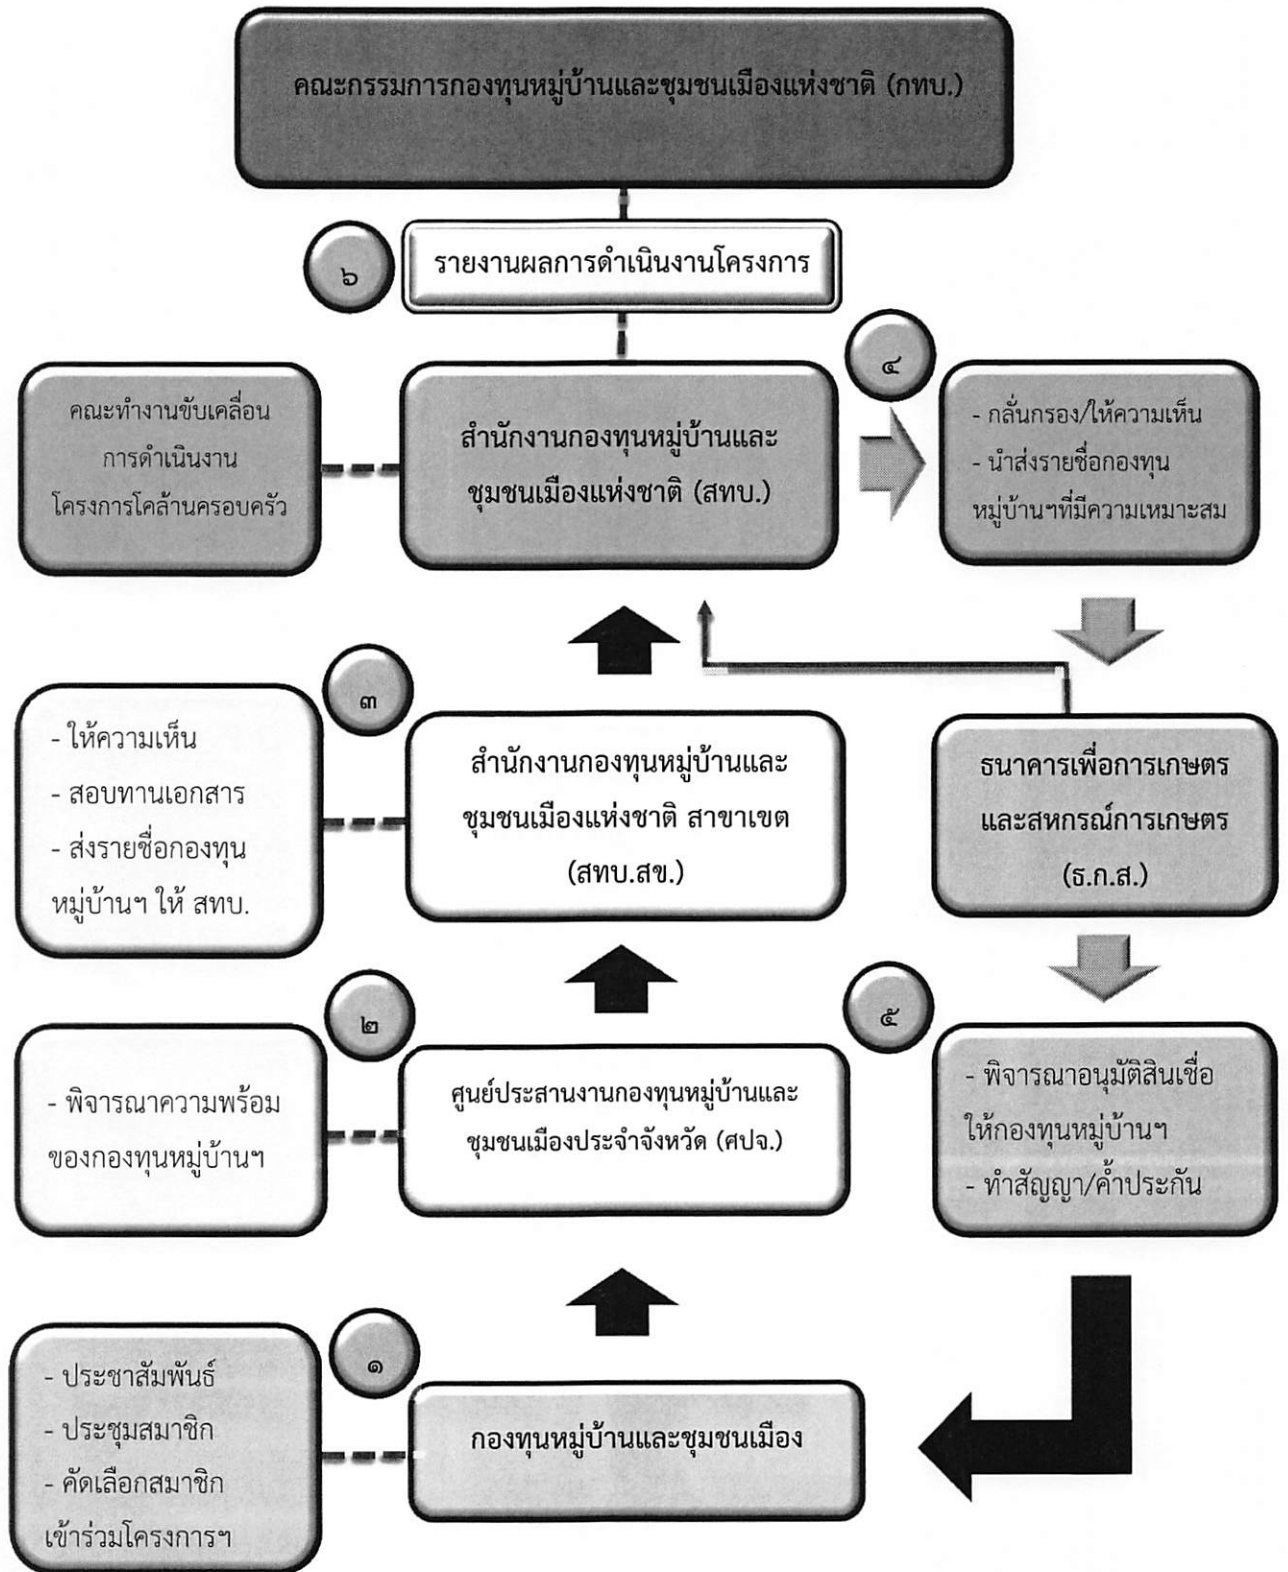 คณะกรรมการกองทุนหมู่บ้านและชุมชนเมืองแห่งชาติ (กทบ.)
๖
รายงานผลการดำเนินงานโครงการ
คณะทำงานขับเคลื่อน
การดำเนินงาน
โครงการโคล้านครอบครัว
สำนักงานกองทุนหมู่บ้านและ
ชุมชนเมืองแห่งชาติ (สทบ.)
๔
- กลั่นกรอง/ให้ความเห็น
- นำส่งรายชื่อกองทุน
หมู่บ้านฯที่มีความเหมาะสม
- ให้ความเห็น
- สอบทานเอกสาร
- ส่งรายชื่อกองทุน
หมู่บ้านฯ ให้ สทบ.
๓
สำนักงานกองทุนหมู่บ้านและ
ชุมชนเมืองแห่งชาติ สาขาเขต
(สทบ.สข.)
ธนาคารเพื่อการเกษตร
และสหกรณ์การเกษตร
(ธ.ก.ส.)
- พิจารณาความพร้อม
ของกองทุนหมู่บ้านฯ
๒
ศูนย์ประสานงานกองทุนหมู่บ้านและ
ชุมชนเมืองประจำจังหวัด (ศปจ.)
๕
- พิจารณาอนุมัติสินเชื่อ
ให้กองทุนหมู่บ้านฯ
- ทำสัญญา/ค้ำประกัน
- ประชาสัมพันธ์
- ประชุมสมาชิก
- คัดเลือกสมาชิก
เข้าร่วมโครงการฯ
๑
กองทุนหมู่บ้านและชุมชนเมือง